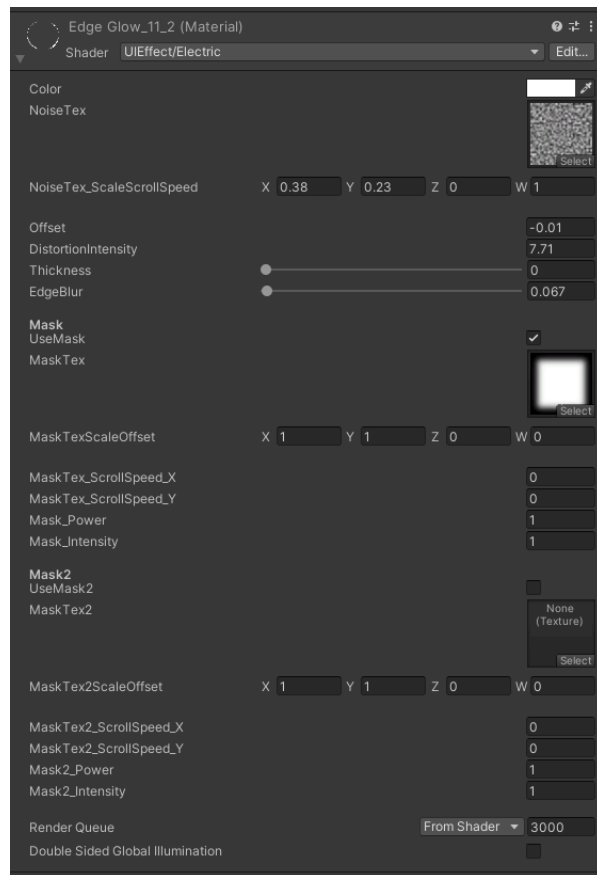 Edge Glow_11_2 (Material)
Shader UIEffect/Electric Edit...
Color
NoiseTex
Select
NoiseTex_ScaleScrollSpeed X 0.38 Y 0.23 Z 0 W 1
Offset -0.01
DistortionIntensity 7.71
Thickness 0
EdgeBlur 0.067
Mask
UseMask
MaskTex
Select
MaskTexScaleOffset X 1 Y 1 Z 0 W 0
MaskTex_ScrollSpeed_X 0
MaskTex_ScrollSpeed_Y 0
Mask_Power 1
Mask_Intensity 1
Mask2
UseMask2
MaskTex2 None
(Texture)
Select
MaskTex2ScaleOffset X 1 Y 1 Z 0 W 0
MaskTex2_ScrollSpeed_X 0
MaskTex2_ScrollSpeed_Y 0
Mask2_Power 1
Mask2_Intensity 1
Render Queue From Shader 3000
Double Sided Global Illumination